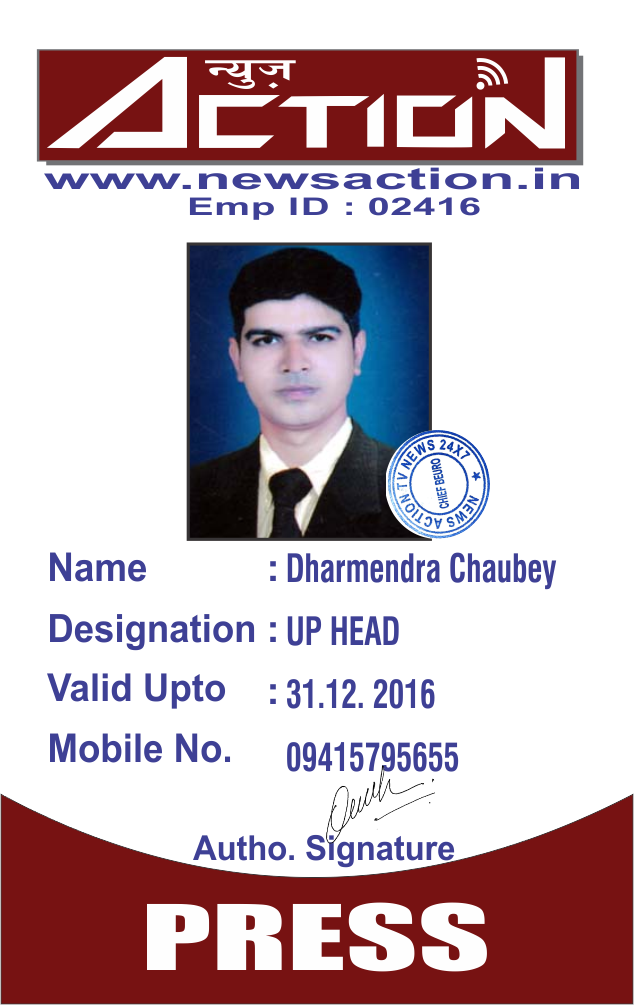 न्युज़
ACTION
www.newsaction.in
Emp ID : 02416
NEWS ACTION TV NEWS 24X7 ★
CHIEF BEURO
Name : Dharmendra Chaubey
Designation : UP HEAD
Valid Upto : 31.12. 2016
Mobile No. 09415795655
Autho. Signature
PRESS